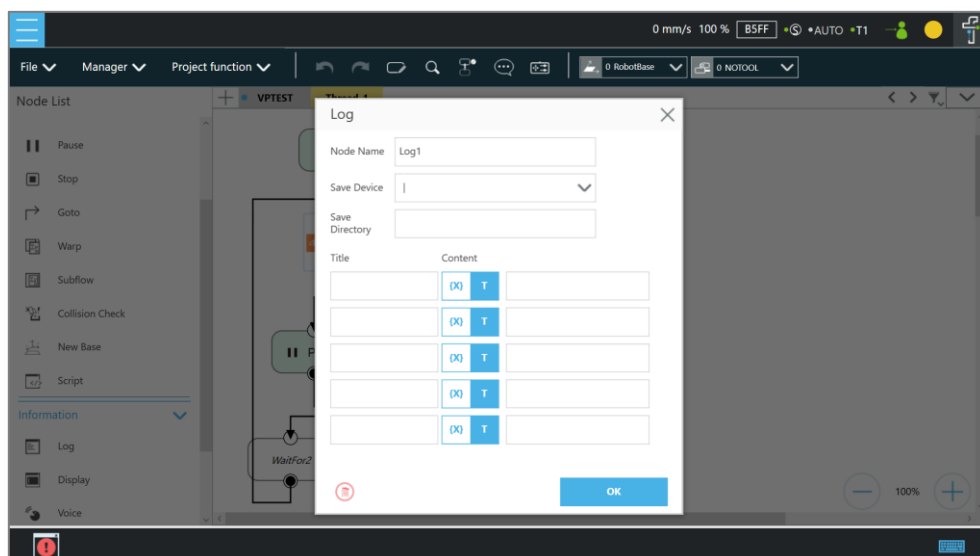 0 mm/s 100 % B5FF S AUTO T1
File Manager Project function 0 RobotBase 0 NOTOOL
Node List
VPTEST Thread_1
Pause
Stop
Goto
Warp
Subflow
Collision Check
New Base
Script
Information
Log
Display
Voice
P
WaitFor2
Log
Node Name Log1
Save Device
Save
Directory
Title Content
{X} T
{X} T
{X} T
{X} T
{X} T
OK
100%